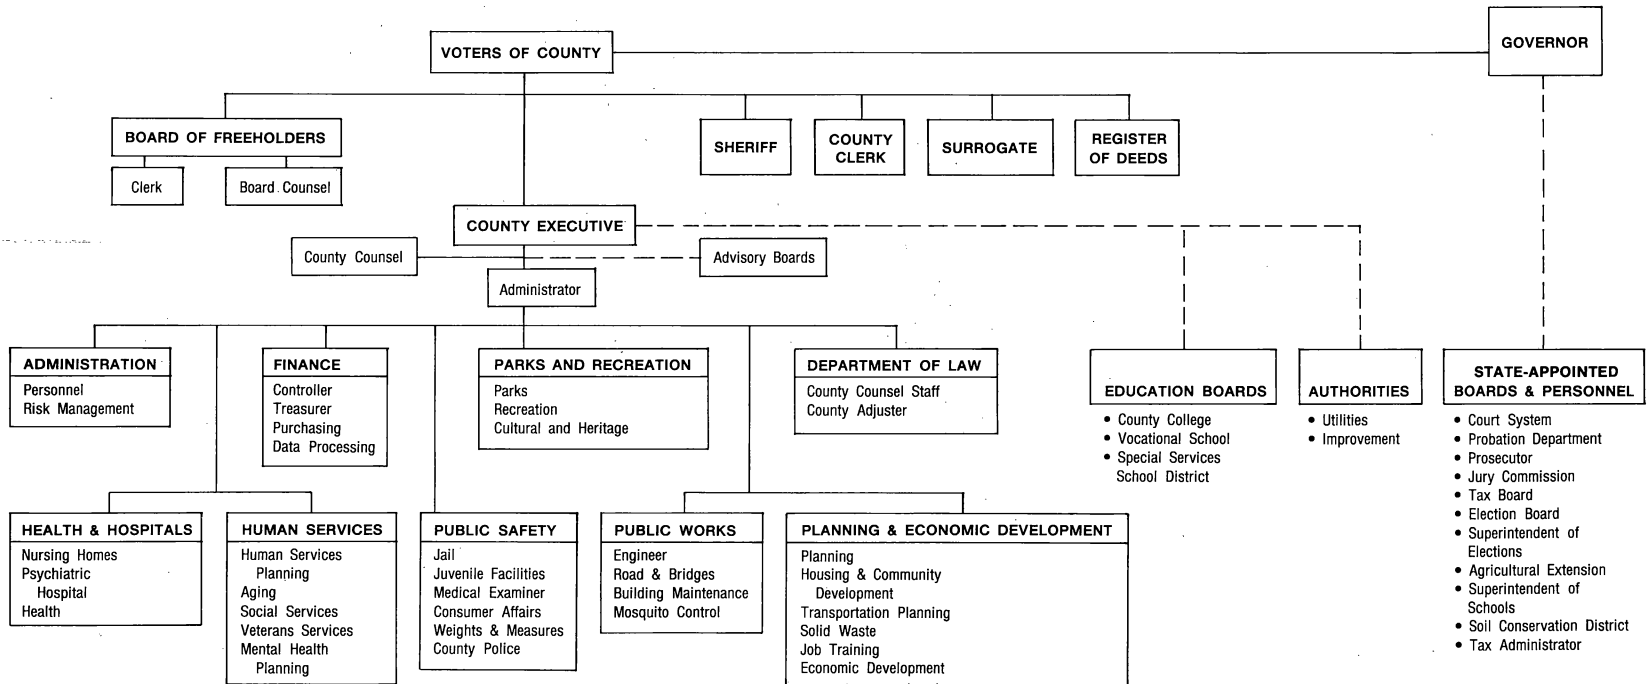 VOTERS OF COUNTY
GOVERNOR
BOARD OF FREEHOLDERS
Clerk
Board Counsel
SHERIFF
COUNTY
CLERK
SURROGATE
REGISTER
OF DEEDS
COUNTY EXECUTIVE
County Counsel
Advisory Boards
Administrator
ADMINISTRATION
Personnel
Risk Management
FINANCE
Controller
Treasurer
Purchasing
Data Processing
PARKS AND RECREATION
Parks
Recreation
Cultural and Heritage
DEPARTMENT OF LAW
County Counsel Staff
County Adjuster
EDUCATION BOARDS
• County College
• Vocational School
• Special Services
School District
AUTHORITIES
• Utilities
• Improvement
STATE-APPOINTED
BOARDS & PERSONNEL
• Court System
• Probation Department
• Prosecutor
• Jury Commission
• Tax Board
• Election Board
• Superintendent of
Elections
• Agricultural Extension
• Superintendent of
Schools
• Soil Conservation District
• Tax Administrator
HEALTH & HOSPITALS
Nursing Homes
Psychiatric
Hospital
Health
HUMAN SERVICES
Human Services
Planning
Aging
Social Services
Veterans Services
Mental Health
Planning
PUBLIC SAFETY
Jail
Juvenile Facilities
Medical Examiner
Consumer Affairs
Weights & Measures
County Police
PUBLIC WORKS
Engineer
Road & Bridges
Building Maintenance
Mosquito Control
PLANNING & ECONOMIC DEVELOPMENT
Planning
Housing & Community
Development
Transportation Planning
Solid Waste
Job Training
Economic Development